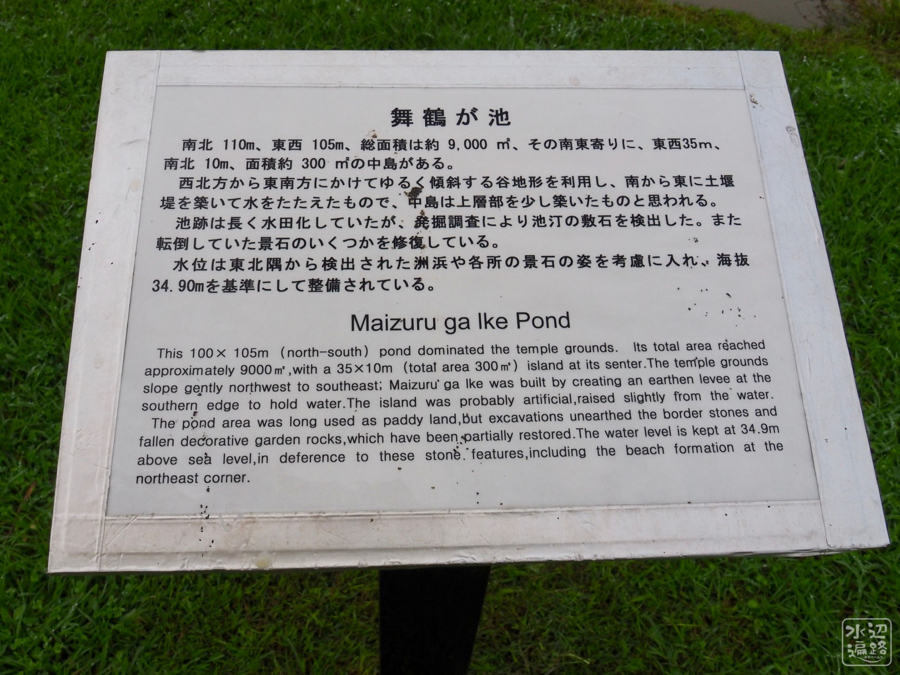 舞鶴が池
南北 110m、東西 105m、総面積は約 9,000 ㎡、その南東寄りに、東西35m、
南北 10m、面積約 300 ㎡の中島がある。
西北方から東南方にかけてゆるく傾斜する谷地形を利用し、南から東に土堰
堤を築いて水をたたえたもので、中島は上層部を少し築いたものと思われる。
池跡は長く水田化していたが、発掘調査により池汀の敷石を検出した。また
転倒していた景石のいくつかを修復している。
水位は東北隅から検出された洲浜や各所の景石の姿を考慮に入れ、海抜
34.90mを基準にして整備されている。
Maizuru ga Ike Pond
This 100×105m (north-south) pond dominated the temple grounds. Its total area reached
approximately 9000㎡,with a 35×10m (total area 300㎡) island at its senter.The temple grounds
slope gently northwest to southeast; Maizuru ga Ike was built by creating an earthen levee at the
southern edge to hold water.The island was probably artificial,raised slightly from the water.
The pond area was long used as paddy land,but excavations unearthed the border stones and
fallen decorative garden rocks,which have been partially restored.The water level is kept at 34.9m
above sea level,in deference to these stone features,including the beach formation at the
northeast corner.
水辺
遍路